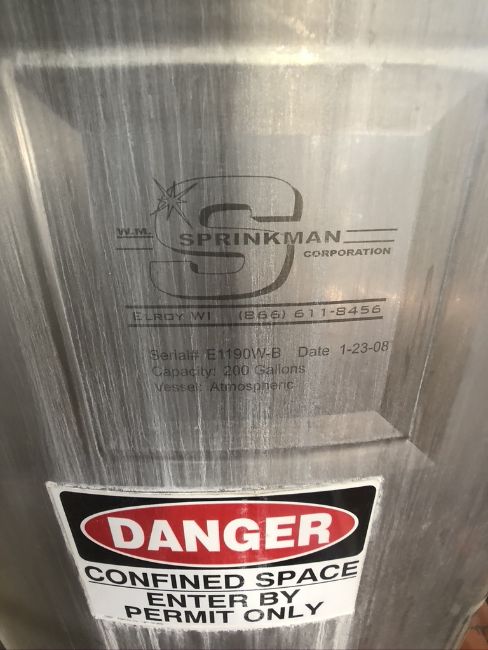 S
W.M. SPRINKMAN
CORPORATION
ELROY WI (866) 611-8456
Serial# E1190W-B Date 1-23-08
Capacity: 200 Gallons
Vessel: Atmospheric
DANGER
CONFINED SPACE
ENTER BY
PERMIT ONLY